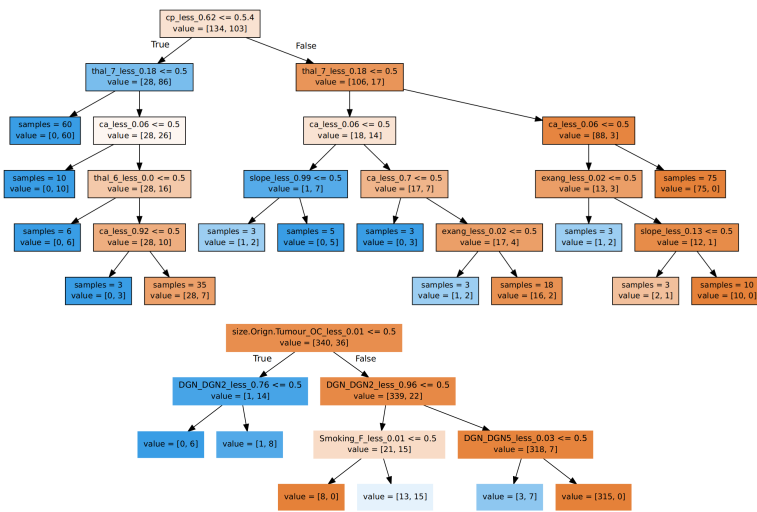 cp_less_0.62 <= 0.5.4
value = [134, 103]
True
False
thal_7_less_0.18 <= 0.5
value = [28, 86]
thal_7_less_0.18 <= 0.5
value = [106, 17]
samples = 60
value = [0, 60]
ca_less_0.06 <= 0.5
value = [28, 26]
ca_less_0.06 <= 0.5
value = [18, 14]
ca_less_0.06 <= 0.5
value = [88, 3]
samples = 10
value = [0, 10]
thal_6_less_0.0 <= 0.5
value = [28, 16]
slope_less_0.99 <= 0.5
value = [1, 7]
ca_less_0.7 <= 0.5
value = [17, 7]
exang_less_0.02 <= 0.5
value = [13, 3]
samples = 75
value = [75, 0]
samples = 6
value = [0, 6]
ca_less_0.92 <= 0.5
value = [28, 10]
samples = 3
value = [1, 2]
samples = 5
value = [0, 5]
samples = 3
value = [0, 3]
exang_less_0.02 <= 0.5
value = [17, 4]
samples = 3
value = [1, 2]
slope_less_0.13 <= 0.5
value = [12, 1]
samples = 3
value = [0, 3]
samples = 35
value = [28, 7]
samples = 3
value = [1, 2]
samples = 18
value = [16, 2]
samples = 3
value = [2, 1]
samples = 10
value = [10, 0]
size.Orign.Tumour_OC_less_0.01 <= 0.5
value = [340, 36]
True
False
DGN_DGN2_less_0.76 <= 0.5
value = [1, 14]
DGN_DGN2_less_0.96 <= 0.5
value = [339, 22]
value = [0, 6]
value = [1, 8]
Smoking_F_less_0.01 <= 0.5
value = [21, 15]
DGN_DGN5_less_0.03 <= 0.5
value = [318, 7]
value = [8, 0]
value = [13, 15]
value = [3, 7]
value = [315, 0]